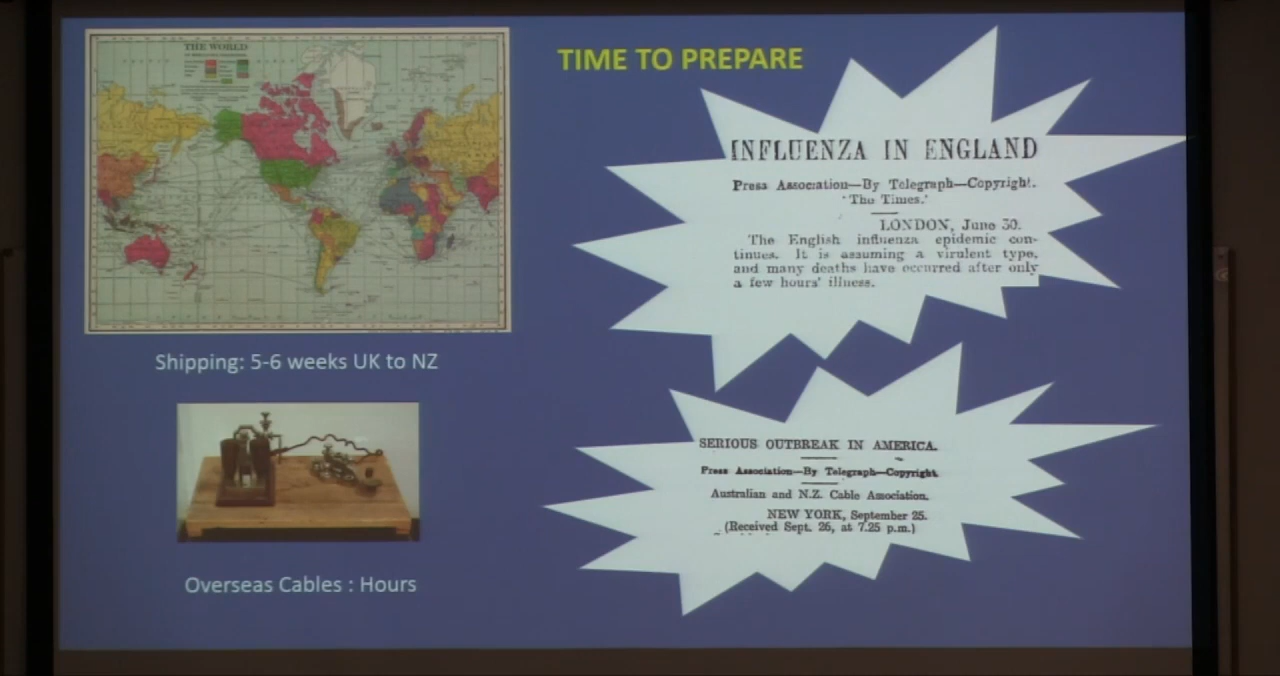 THE WORLD
TIME TO PREPARE
INFLUENZA IN ENGLAND
Press Association—By Telegraph—Copyright.
'The Times.'
LONDON, June 30.
The English influenza epidemic con-
tinues. It is assuming a virulent type,
and many deaths have occurred after only
a few hours' illness.
Shipping: 5-6 weeks UK to NZ
SERIOUS OUTBREAK IN AMERICA.
Press Association—By Telegraph—Copyright.
Australian and N.Z. Cable Association.
NEW YORK, September 25.
(Received Sept. 26, at 7.25 p.m.)
Overseas Cables : Hours